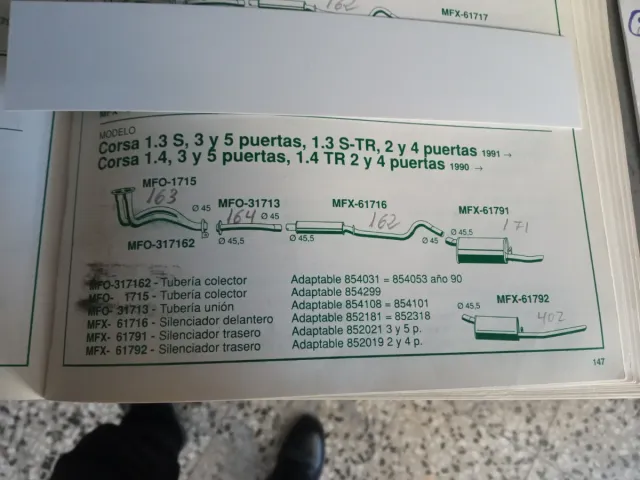 162
MFX-61717
MODELO
Corsa 1.3 S, 3 y 5 puertas, 1.3 S-TR, 2 y 4 puertas 1991 →
Corsa 1.4, 3 y 5 puertas, 1.4 TR 2 y 4 puertas 1990 →
MFO-1715
163
Ø 45
MFO-317162
MFO-31713
164 Ø 45
Ø 45,5
MFX-61716
162
Ø 45,5
Ø 45
MFX-61791
171
Ø 45,5
MFO-317162 - Tubería colector Adaptable 854031 = 854053 año 90
MFO- 1715 - Tubería colector Adaptable 854299
MFO- 31713 - Tubería unión Adaptable 854108 = 854101
MFX- 61716 - Silenciador delantero Adaptable 852181 = 852318
MFX- 61791 - Silenciador trasero Adaptable 852021 3 y 5 p.
MFX- 61792 - Silenciador trasero Adaptable 852019 2 y 4 p.
MFX-61792
Ø 45,5
402
147